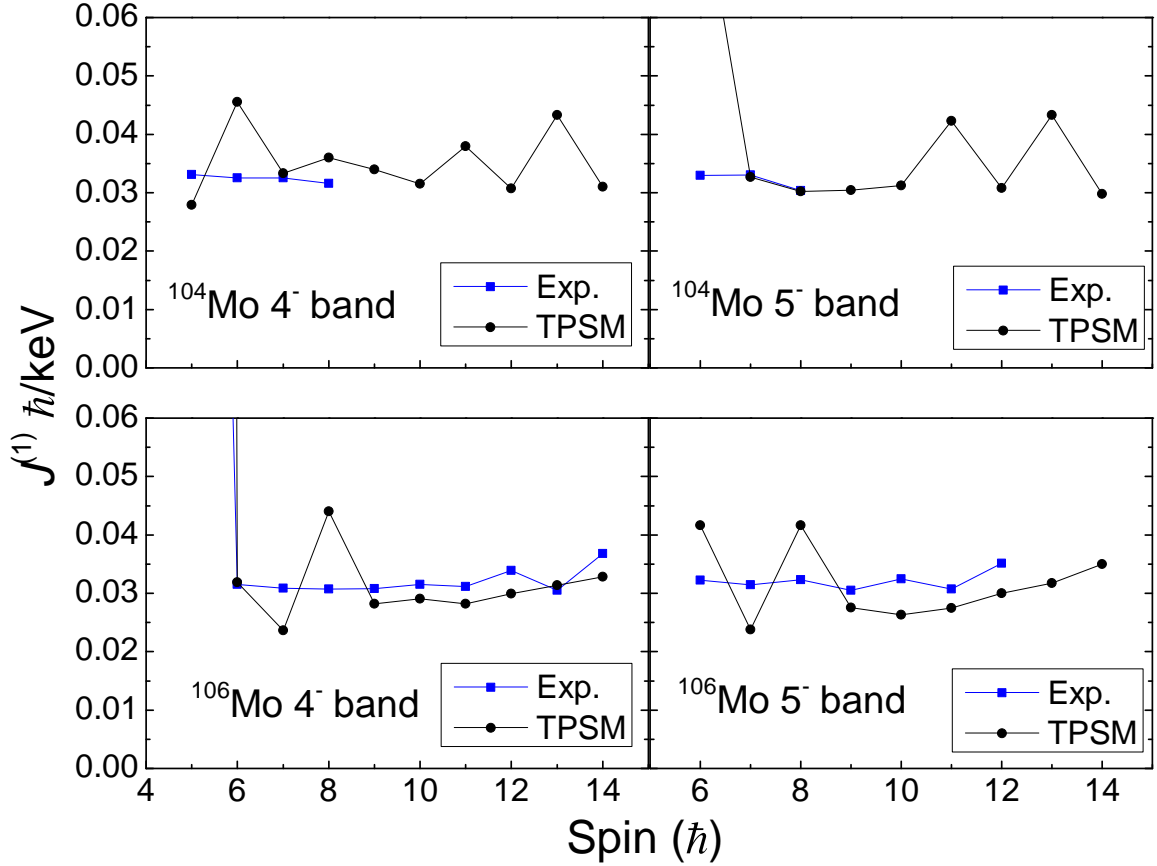 0.06
0.05
0.04
0.03
0.02
0.01
0.00
¹⁰⁴Mo 4⁻ band
Exp.
TPSM
¹⁰⁴Mo 5⁻ band
Exp.
TPSM
J⁽¹⁾ ℏ/keV
0.06
0.05
0.04
0.03
0.02
0.01
0.00
¹⁰⁶Mo 4⁻ band
Exp.
TPSM
¹⁰⁶Mo 5⁻ band
Exp.
TPSM
4 6 8 10 12 14 6 8 10 12 14
Spin (ℏ)